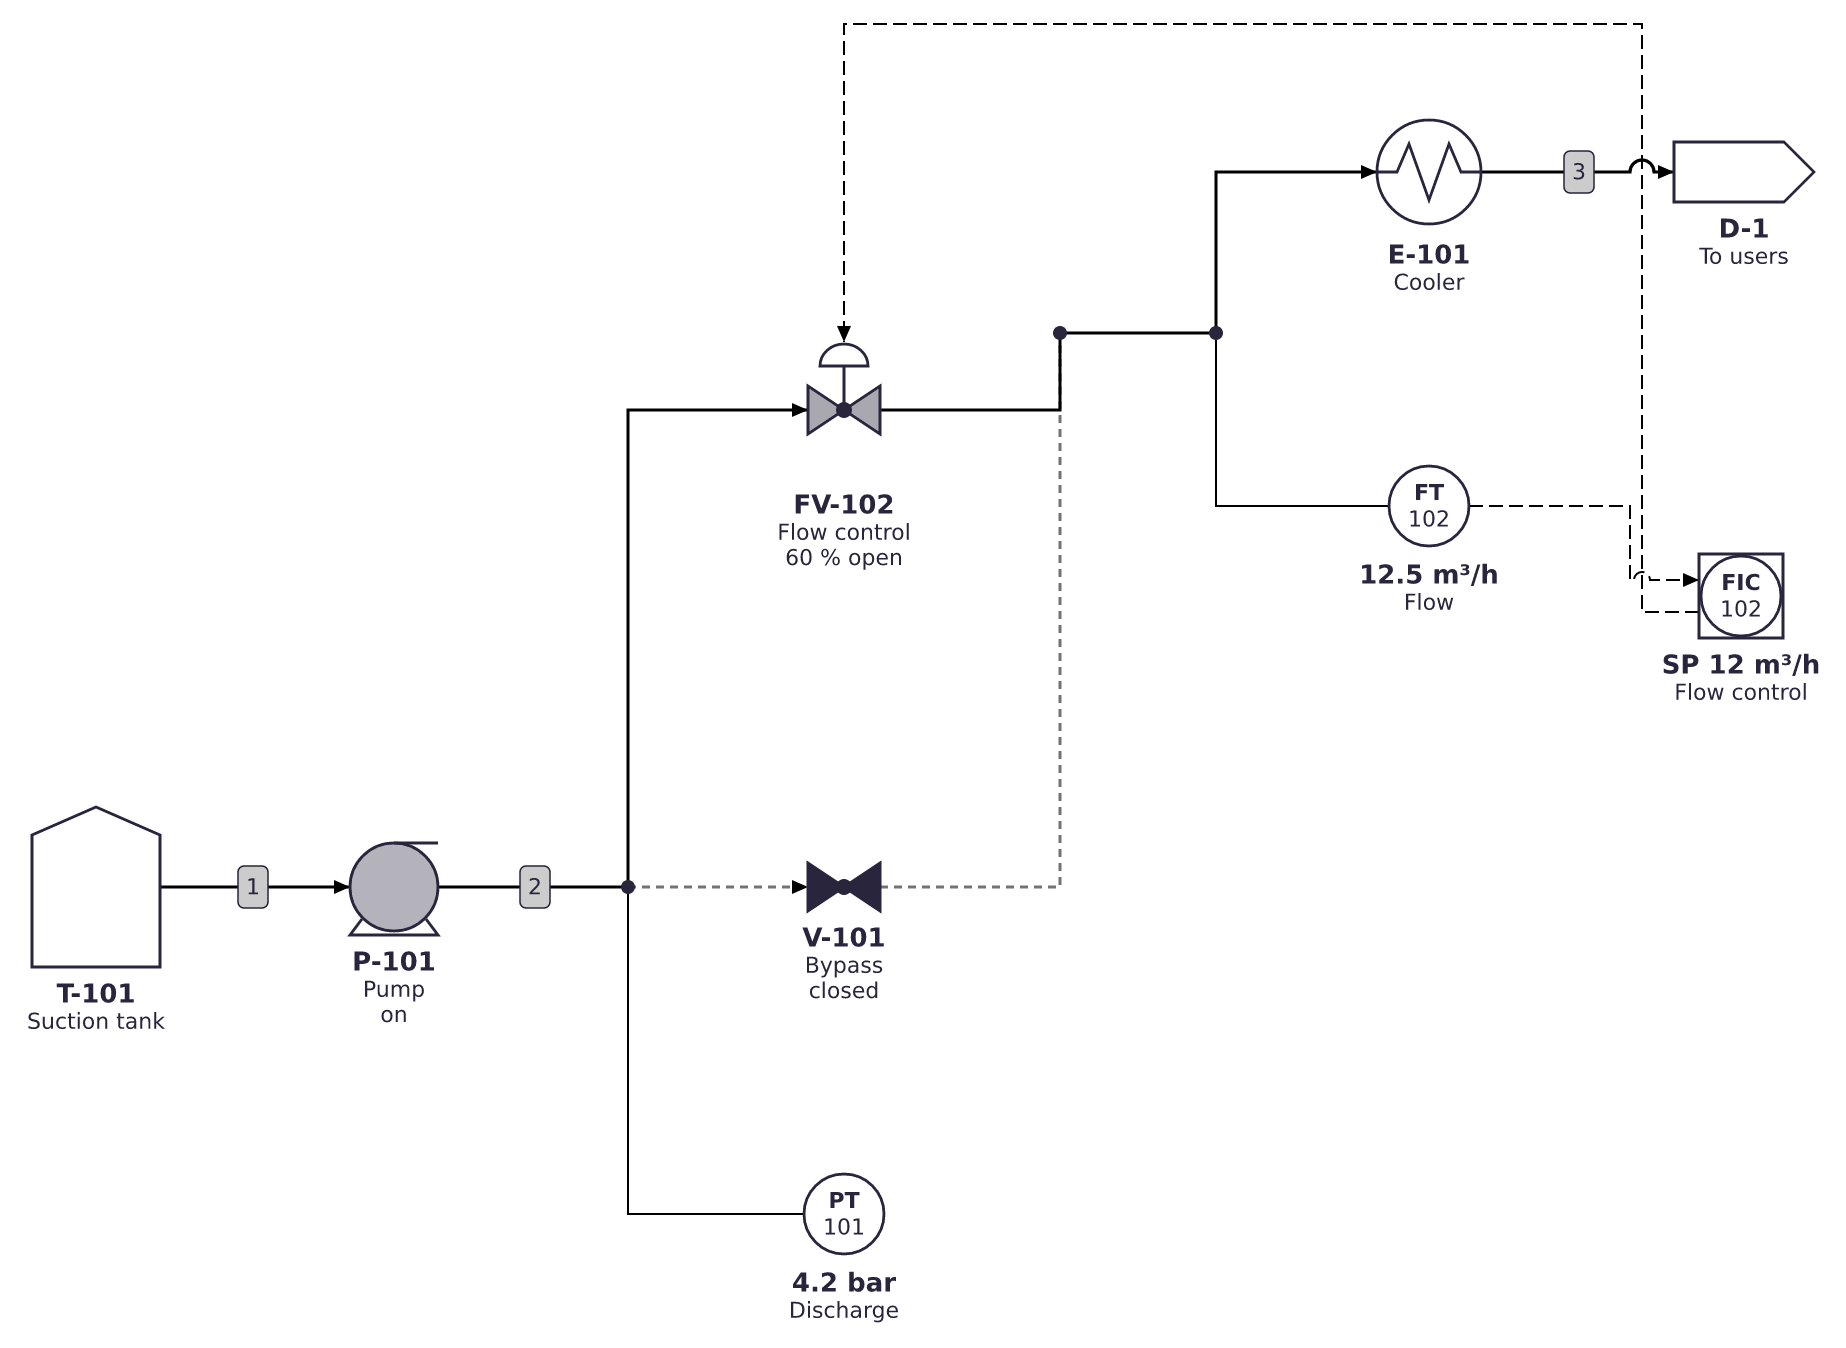 3
D-1
To users
E-101
Cooler
FV-102
Flow control
60 % open
FT
102
12.5 m³/h
Flow
FIC
102
SP 12 m³/h
Flow control
T-101
Suction tank
1
P-101
Pump
on
2
V-101
Bypass
closed
PT
101
4.2 bar
Discharge